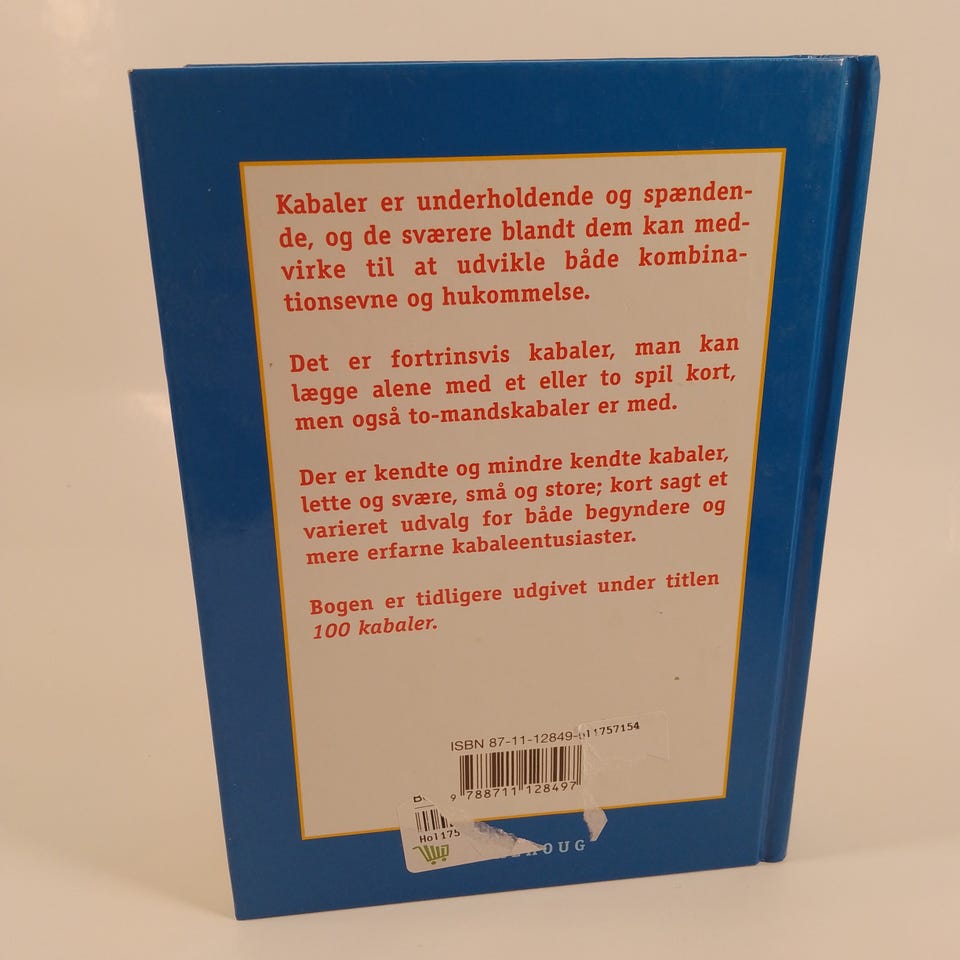 Kabaler er underholdende og spænden-
de, og de sværere blandt dem kan med-
virke til at udvikle både kombina-
tionsevne og hukommelse.
Det er fortrinsvis kabaler, man kan
lægge alene med et eller to spil kort,
men også to-mandskabaler er med.
Der er kendte og mindre kendte kabaler,
lette og svære, små og store; kort sagt et
varieret udvalg for både begyndere og
mere erfarne kabaleentusiaster.
Bogen er tidligere udgivet under titlen
100 kabaler.
ISBN 87-11-12849-
9 788711 128497
Hol175
HOUG